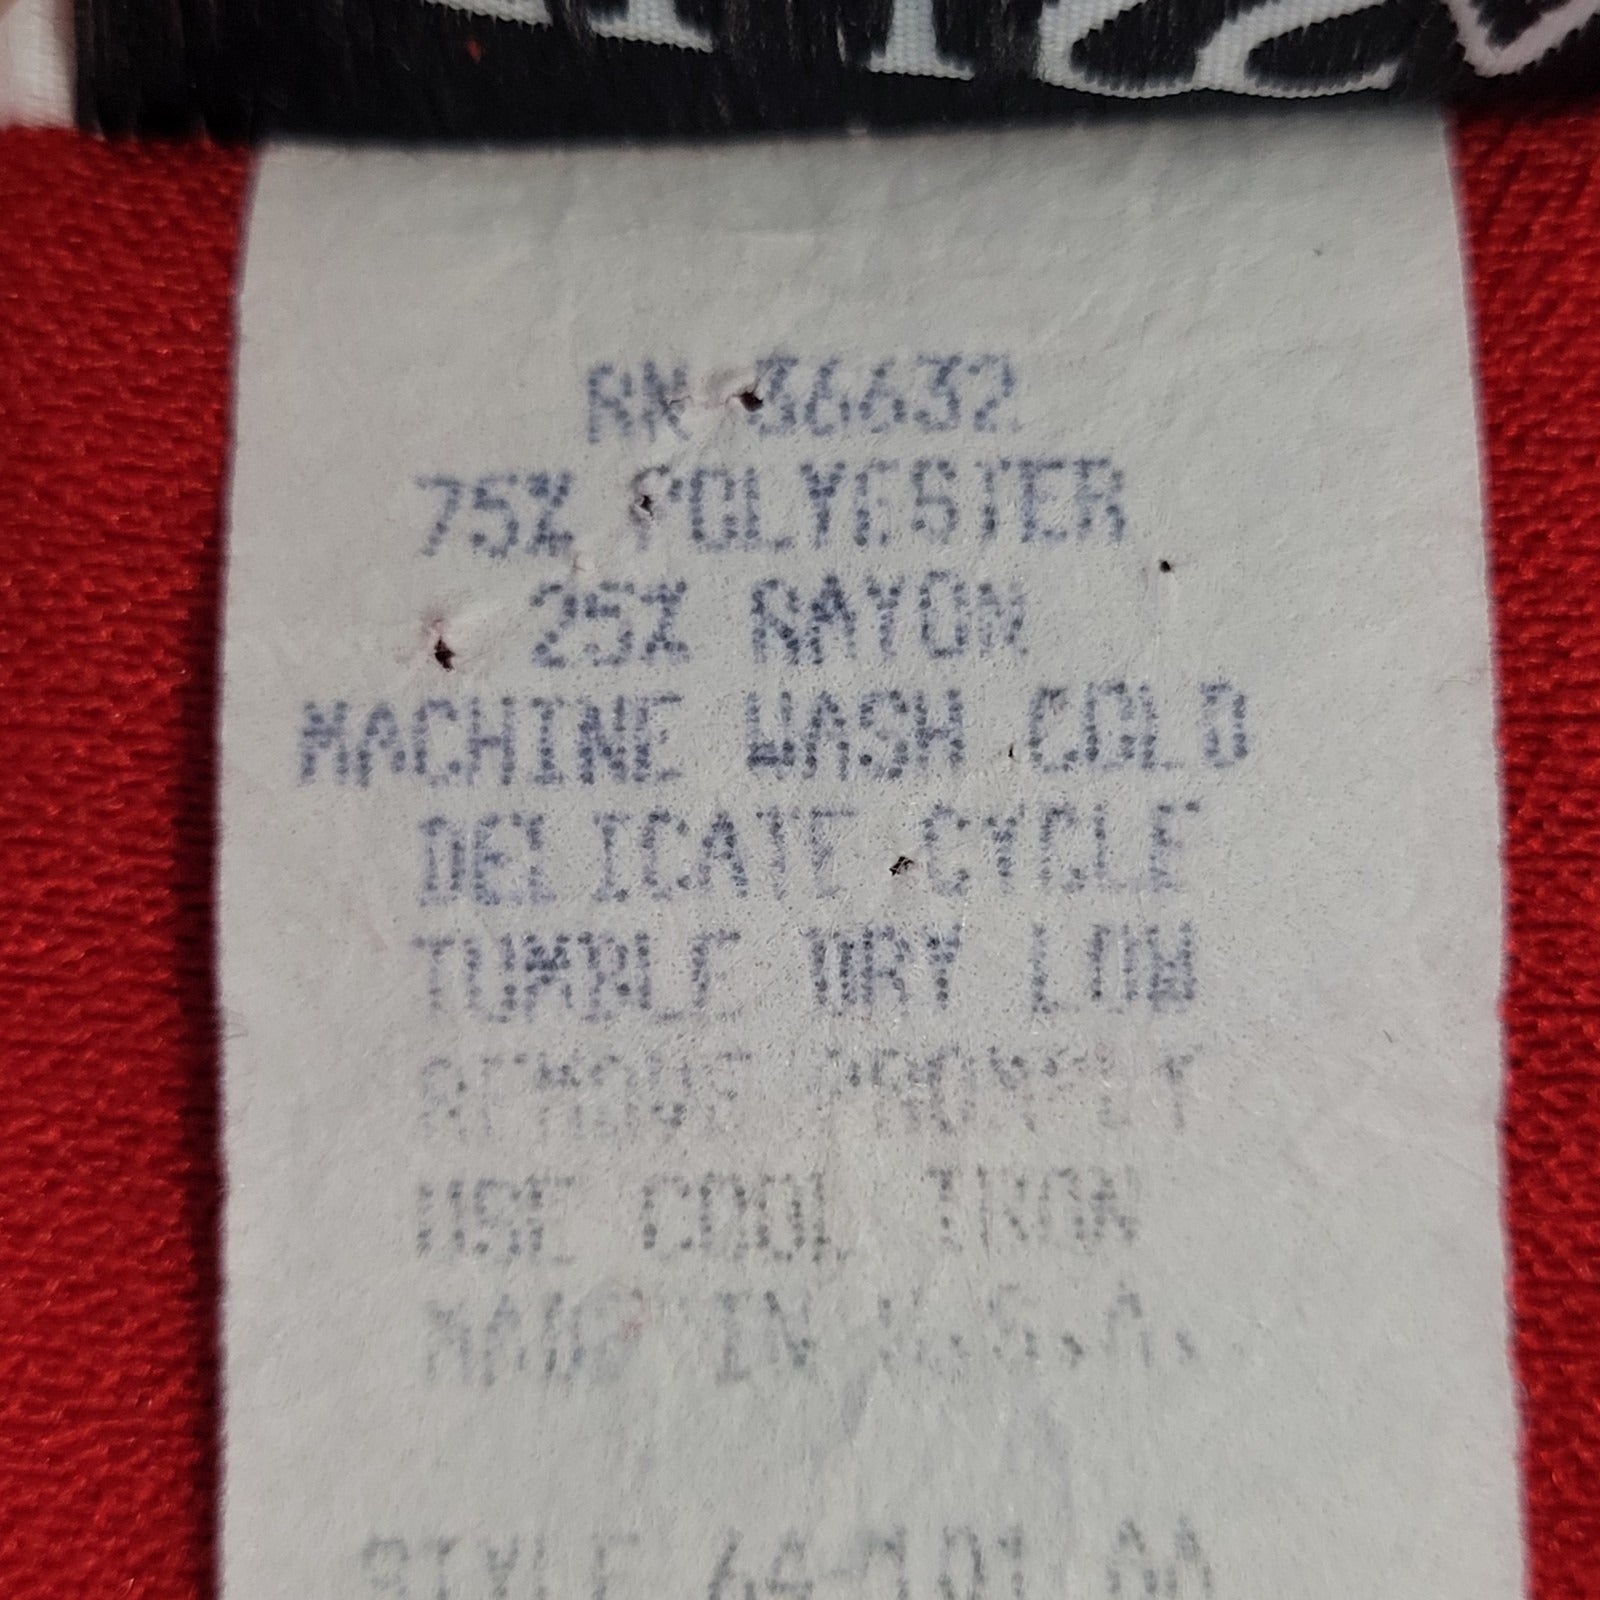 RN 36632
75% POLYESTER
25% RAYON
MACHINE WASH COLD
DELICATE CYCLE
TUMBLE DRY LOW
REMOVE PROMPTLY
USE COOL IRON
MADE IN U.S.A.
STYLE